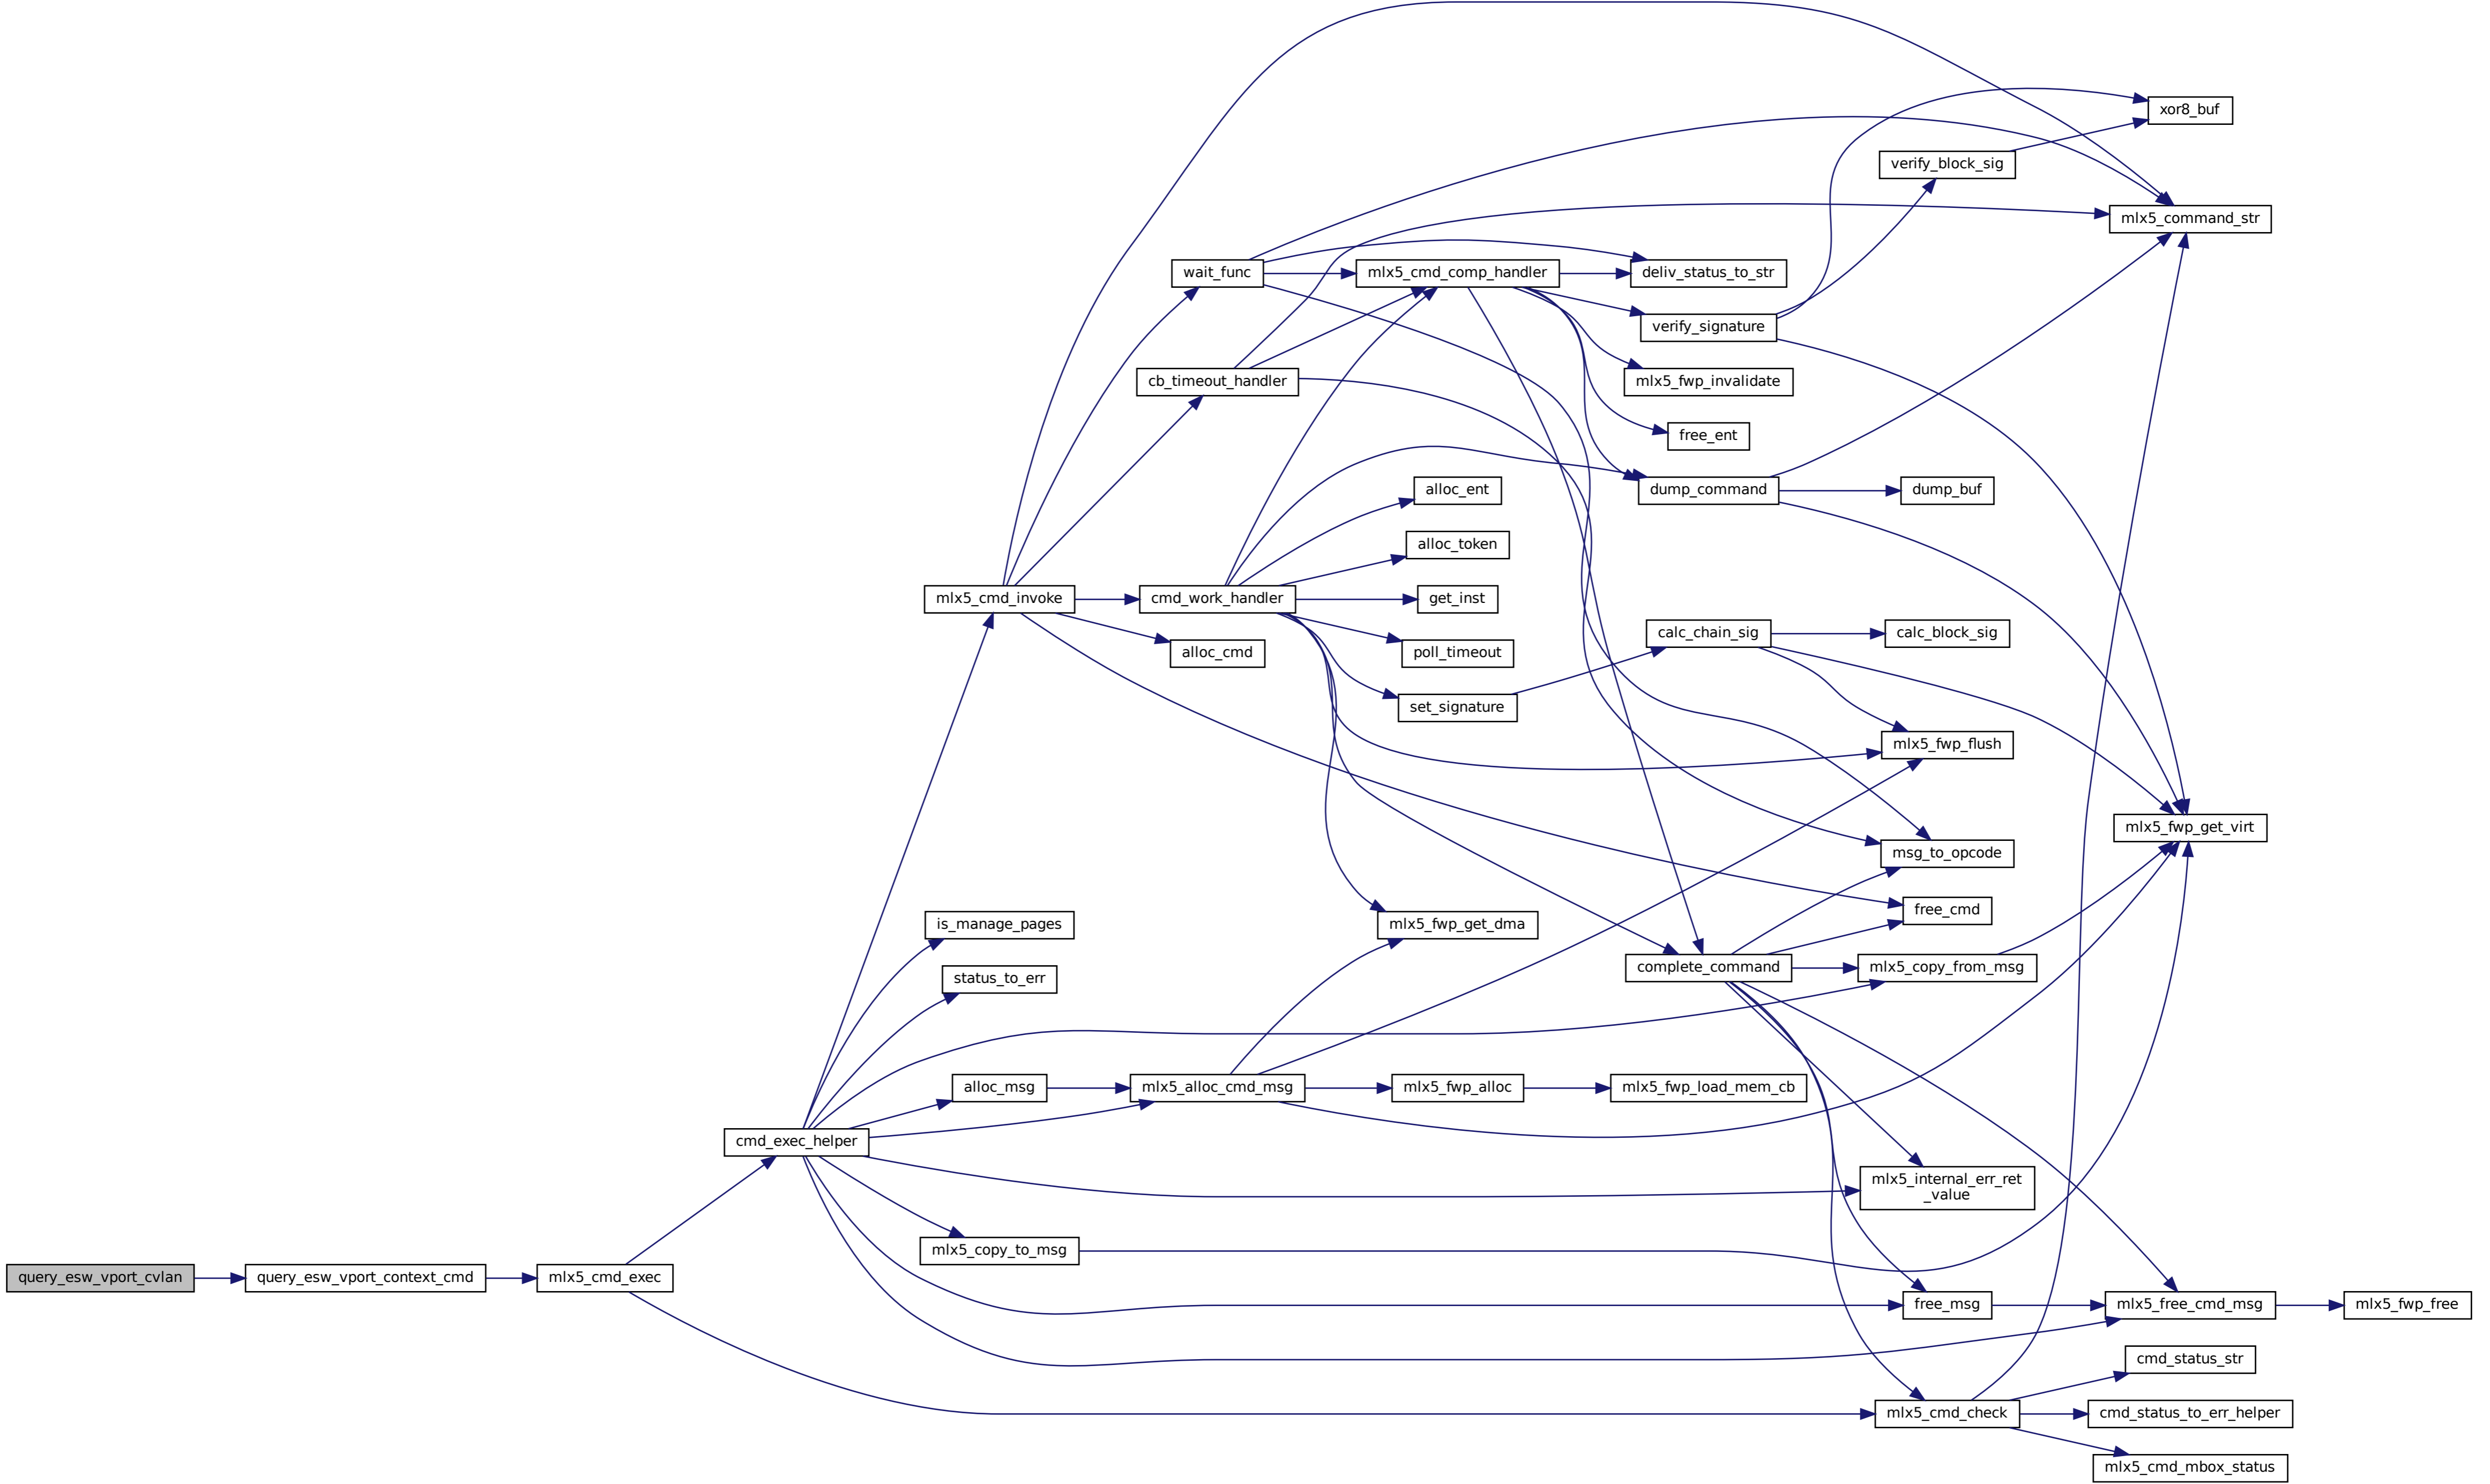 xor8_buf
verify_block_sig
mlx5_command_str
wait_func
mlx5_cmd_comp_handler
deliv_status_to_str
verify_signature
cb_timeout_handler
mlx5_fwp_invalidate
free_ent
alloc_ent
dump_command
dump_buf
alloc_token
mlx5_cmd_invoke
cmd_work_handler
get_inst
calc_chain_sig
calc_block_sig
alloc_cmd
poll_timeout
set_signature
mlx5_fwp_flush
mlx5_fwp_get_virt
msg_to_opcode
is_manage_pages
mlx5_fwp_get_dma
free_cmd
status_to_err
complete_command
mlx5_copy_from_msg
alloc_msg
mlx5_alloc_cmd_msg
mlx5_fwp_alloc
mlx5_fwp_load_mem_cb
cmd_exec_helper
mlx5_internal_err_ret
_value
mlx5_copy_to_msg
query_esw_vport_cvlan
query_esw_vport_context_cmd
mlx5_cmd_exec
free_msg
mlx5_free_cmd_msg
mlx5_fwp_free
cmd_status_str
mlx5_cmd_check
cmd_status_to_err_helper
mlx5_cmd_mbox_status